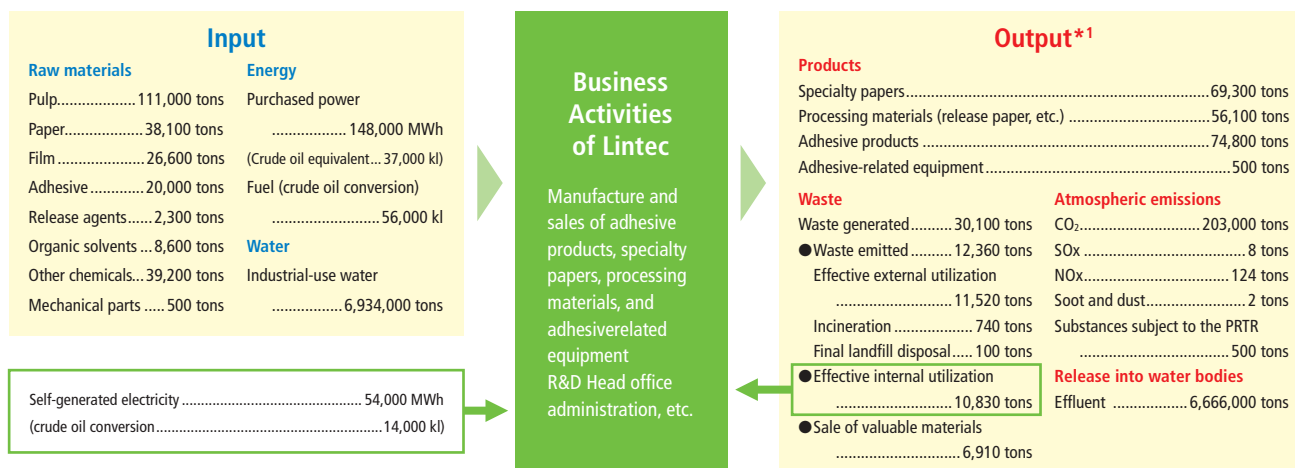 Input
Raw materials
Pulp..................111,000 tons
Paper...................38,100 tons
Film ....................26,600 tons
Adhesive.............20,000 tons
Release agents......2,300 tons
Organic solvents ...8,600 tons
Other chemicals...39,200 tons
Mechanical parts .....500 tons
Energy
Purchased power
.................. 148,000 MWh
(Crude oil equivalent... 37,000 kl)
Fuel (crude oil conversion)
..........................56,000 kl
Water
Industrial-use water
.................6,934,000 tons
Self-generated electricity .................................................. 54,000 MWh
(crude oil conversion...............................................................14,000 kl)
Business
Activities
of Lintec
Manufacture and
sales of adhesive
products, specialty
papers, processing
materials, and
adhesiverelated
equipment
R&D Head office
administration, etc.
Output*1
Products
Specialty papers.........................................................................69,300 tons
Processing materials (release paper, etc.) ..................................56,100 tons
Adhesive products .....................................................................74,800 tons
Adhesive-related equipment...........................................................500 tons
Waste
Waste generated..........30,100 tons
●Waste emitted..........12,360 tons
Effective external utilization
............................11,520 tons
Incineration...................740 tons
Final landfill disposal.....100 tons
●Effective internal utilization
............................10,830 tons
●Sale of valuable materials
..............................6,910 tons
Atmospheric emissions
CO₂.............................203,000 tons
SOx ........................................8 tons
NOx...................................124 tons
Soot and dust........................2 tons
Substances subject to the PRTR
....................................500 tons
Release into water bodies
Effluent ..................6,666,000 tons